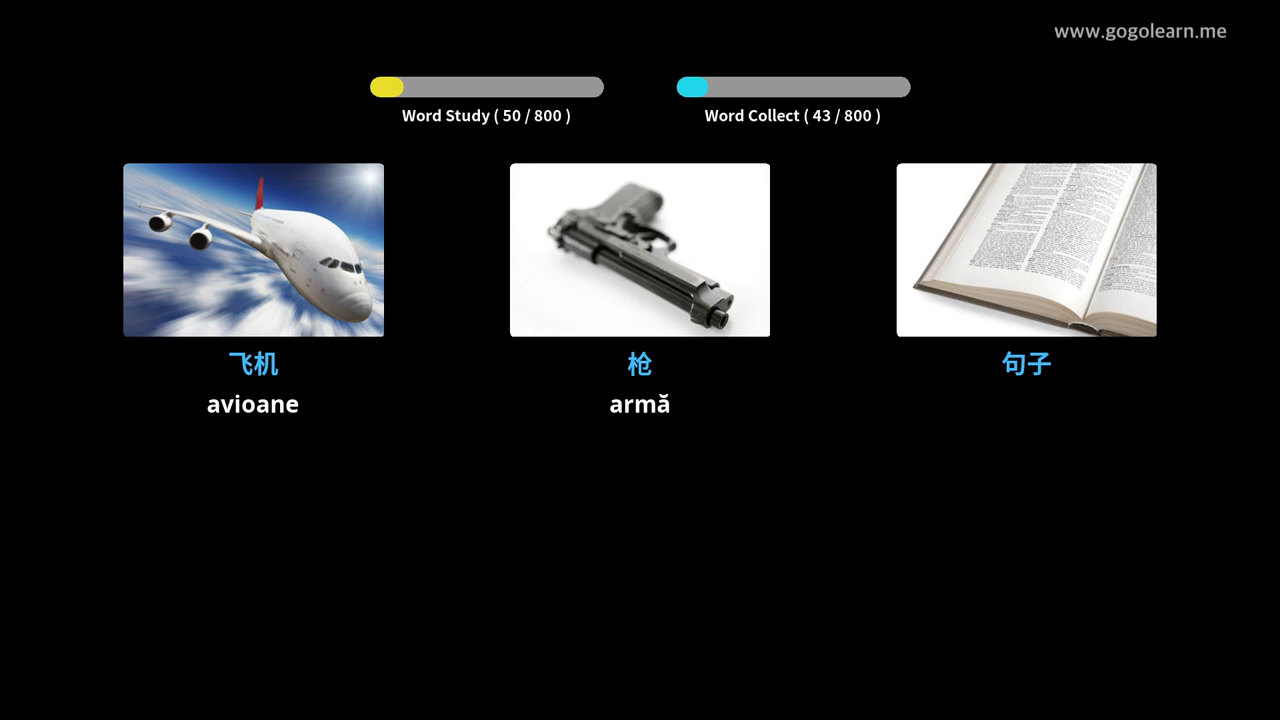 www.gogolearn.me
Word Study ( 50 / 800 )
Word Collect ( 43 / 800 )
飞机
枪
句子
avioane
armă